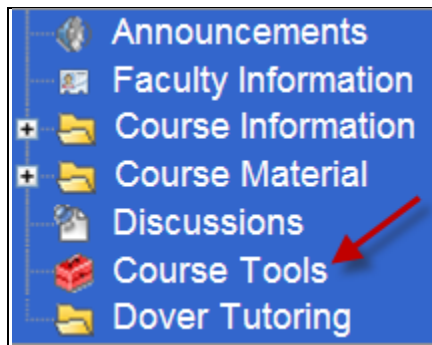 Announcements
Faculty Information
Course Information
Course Material
Discussions
Course Tools
Dover Tutoring